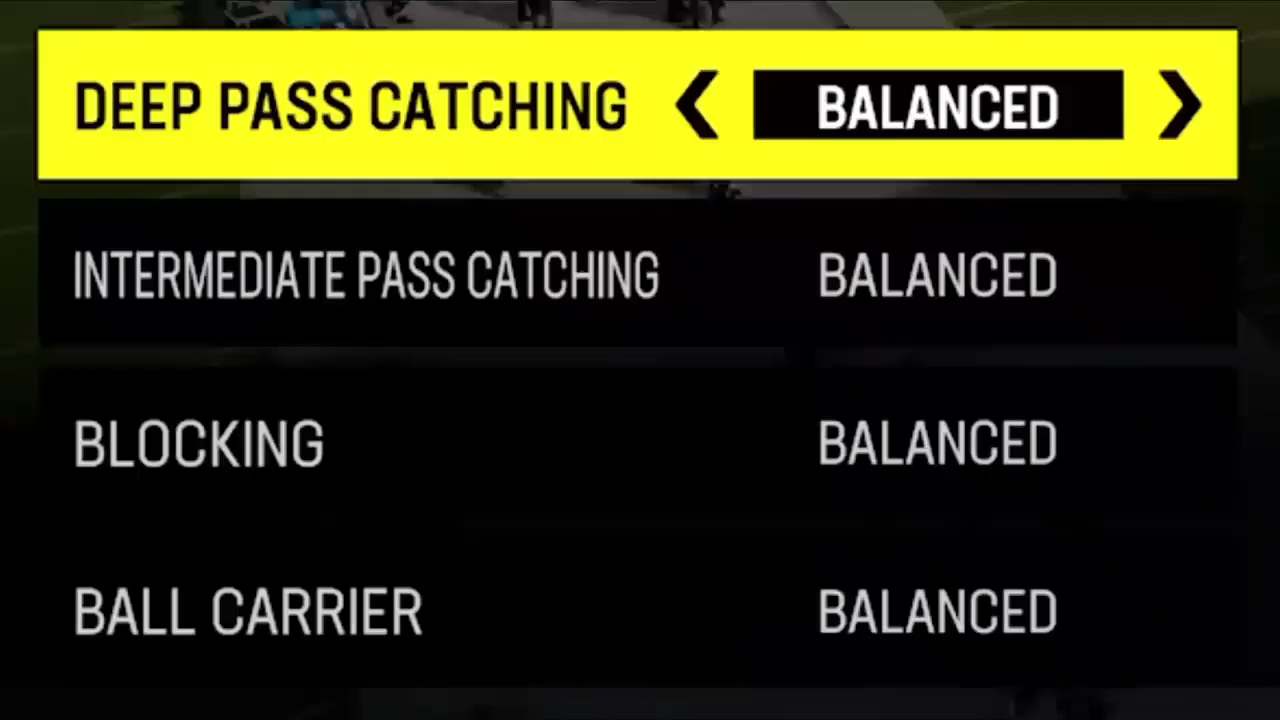 DEEP PASS CATCHING BALANCED
INTERMEDIATE PASS CATCHING BALANCED
BLOCKING BALANCED
BALL CARRIER BALANCED